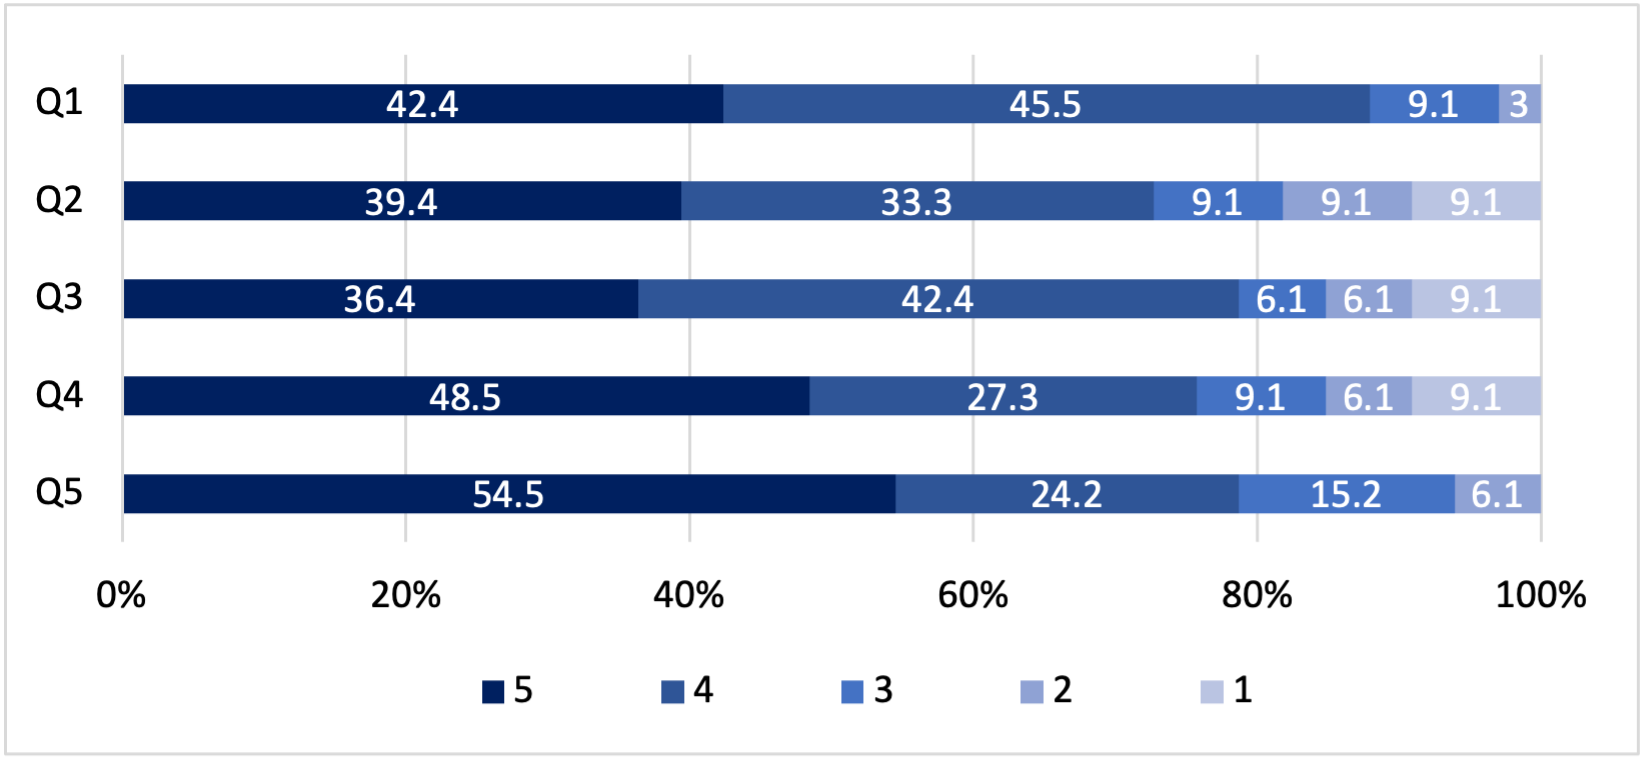 Q1 42.4 45.5 9.1 3
Q2 39.4 33.3 9.1 9.1 9.1
Q3 36.4 42.4 6.1 6.1 9.1
Q4 48.5 27.3 9.1 6.1 9.1
Q5 54.5 24.2 15.2 6.1
0% 20% 40% 60% 80% 100%
5 4 3 2 1